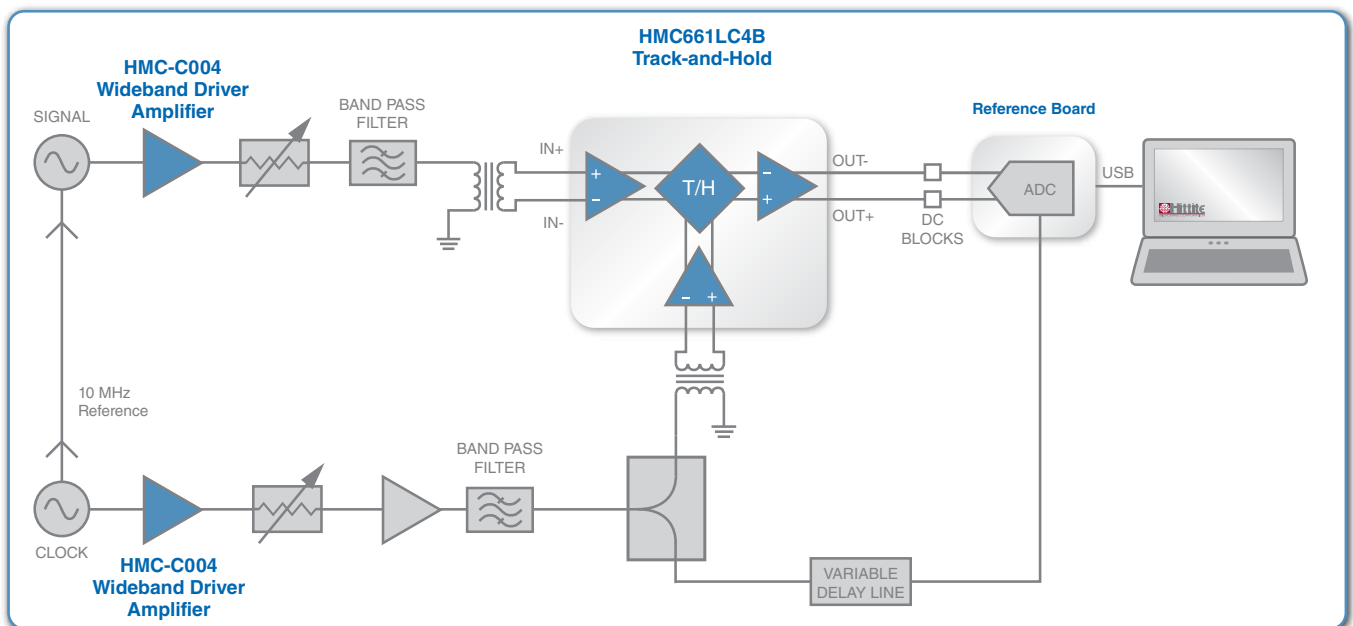 HMC661LC4B
Track-and-Hold
HMC-C004
Wideband Driver
Amplifier
SIGNAL
BAND PASS
FILTER
Reference Board
IN+
IN-
+
-
T/H
-
+
OUT-
OUT+
DC
BLOCKS
ADC
USB
Hittite
- +
10 MHz
Reference
BAND PASS
FILTER
CLOCK
HMC-C004
Wideband Driver
Amplifier
VARIABLE
DELAY LINE